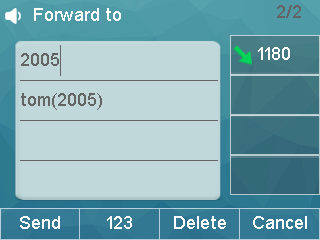 Forward to 2/2
2005
1180
tom(2005)
Send 123 Delete Cancel